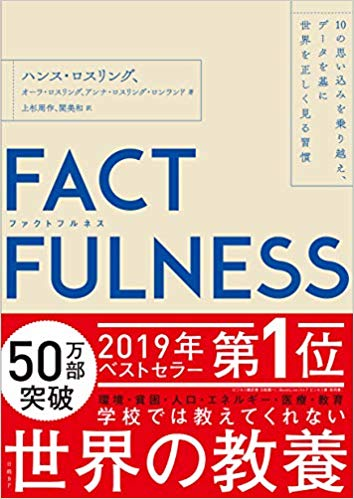 10の思い込みを乗り越え、
データを基に
世界を正しく見る習慣
ハンス・ロスリング、
オーラ・ロスリング、アンナ・ロスリング・ロンランド 著
上杉周作、関美和 訳
FACT
ファクトフルネス
FULNESS
50万部
突破
2019年
ベストセラー
第1位
環境・貧困・人口・エネルギー・医療・教育
学校では教えてくれない
世界の教養
日経BP